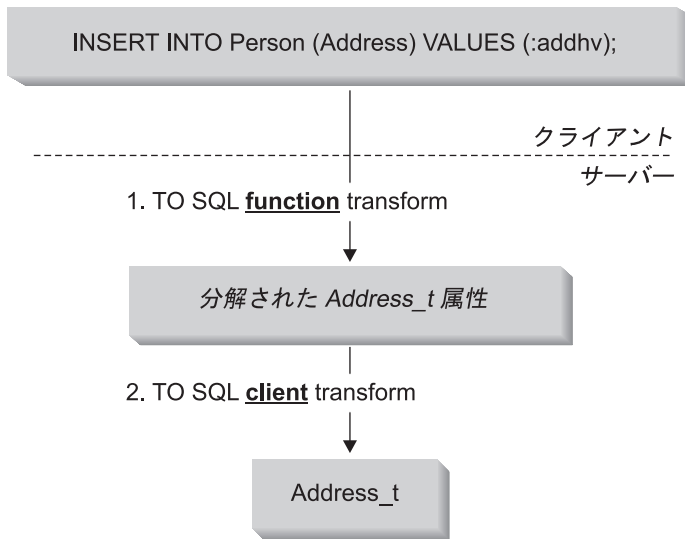 INSERT INTO Person (Address) VALUES (:addhv);
クライアント
サーバー
1. TO SQL function transform
分解された Address_t 属性
2. TO SQL client transform
Address_t